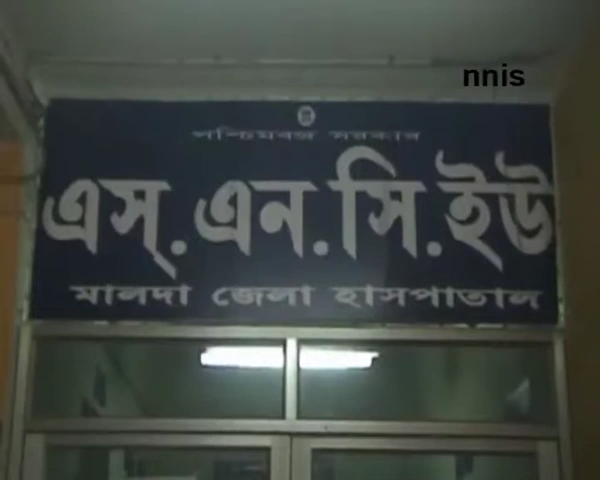 nnis
পশ্চিমবঙ্গ সরকার
এস্.এন.সি.ইউ
মালদা জেলা হাসপাতাল